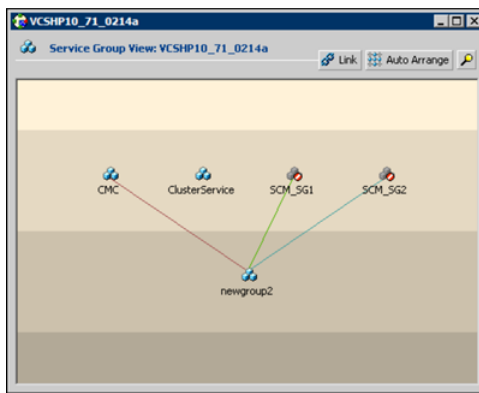 VCSHP10_71_0214a
Service Group View: VCSHP10_71_0214a
Link
Auto Arrange
CMC
ClusterService
SCM_SG1
SCM_SG2
newgroup2